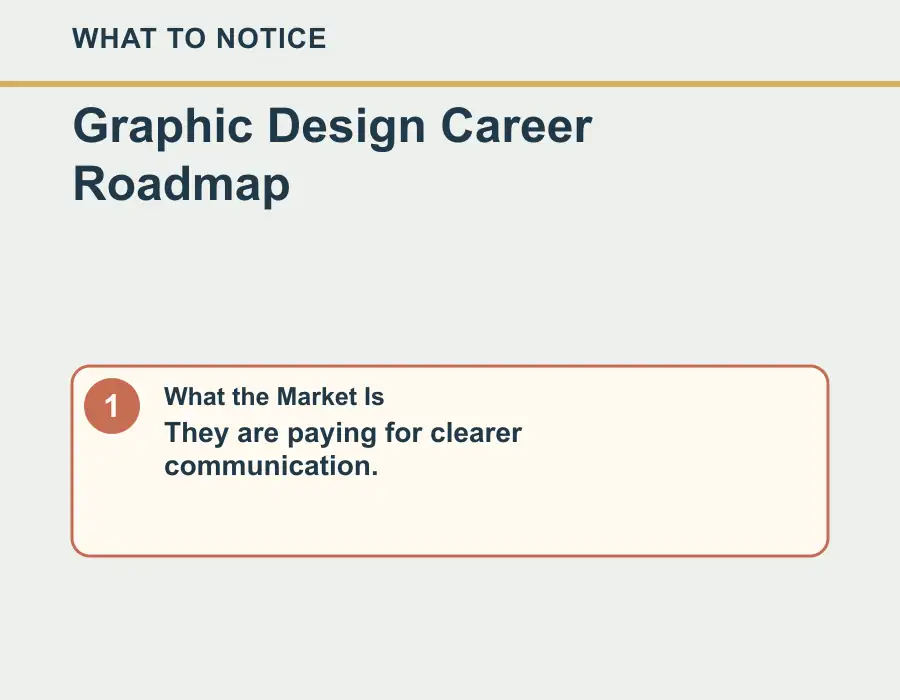 WHAT TO NOTICE
Graphic Design Career
Roadmap
1
What the Market Is
They are paying for clearer
communication.